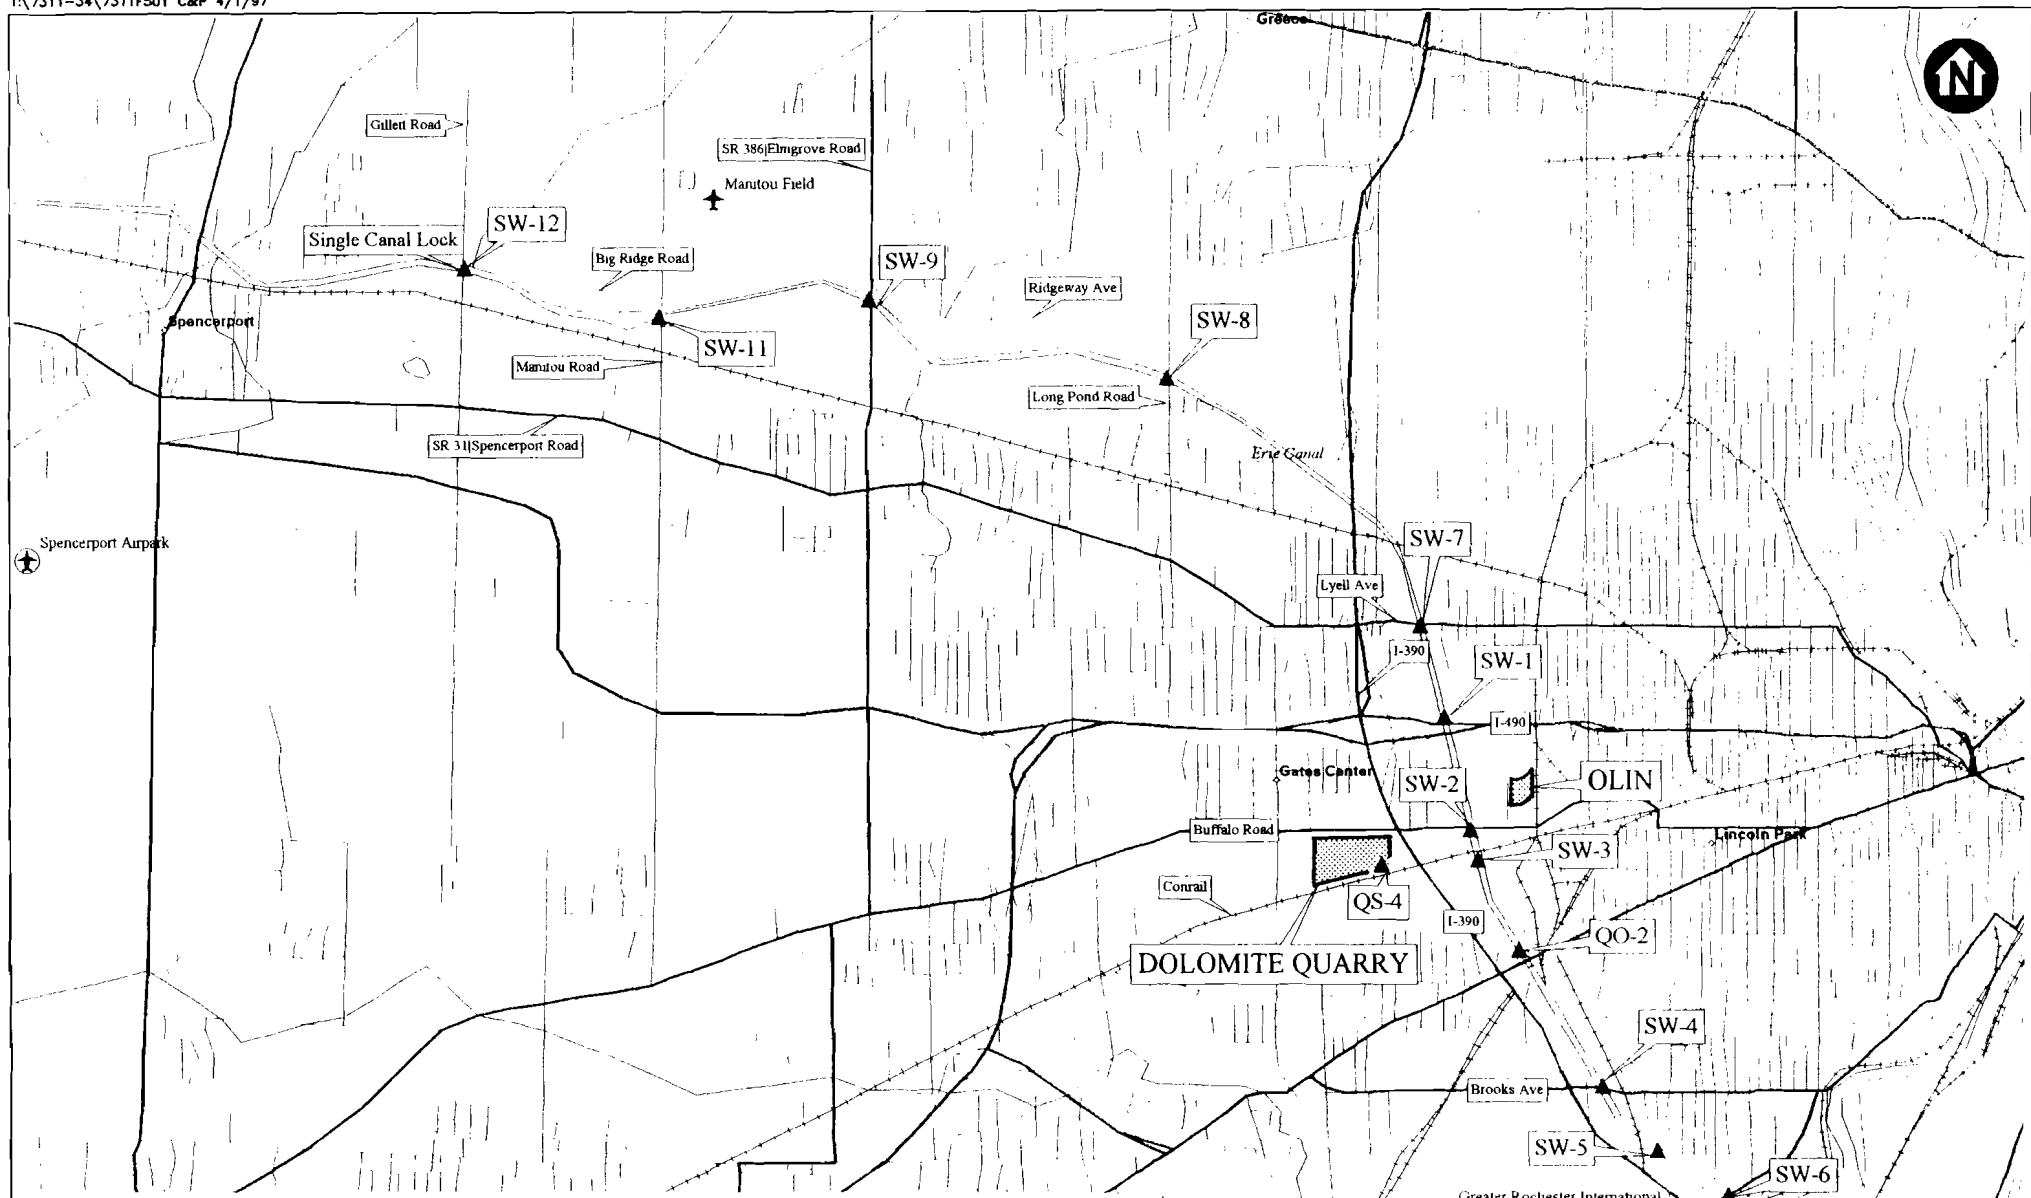 Greece
N
Gillett Road
SR 386|Elmgrove Road
Manitou Field
SW-12
Single Canal Lock
Big Ridge Road
SW-9
Ridgeway Ave
SW-8
Spencerport
SW-11
Manitou Road
Long Pond Road
SR 31|Spencerport Road
Erie Canal
Spencerport Airpark
SW-7
Lyell Ave
I-390
SW-1
I-490
Gates Center
SW-2
OLIN
Buffalo Road
Lincoln Park
SW-3
Conrail
QS-4
I-390
QO-2
DOLOMITE QUARRY
SW-4
Brooks Ave
SW-5
SW-6
Greater Rochester International